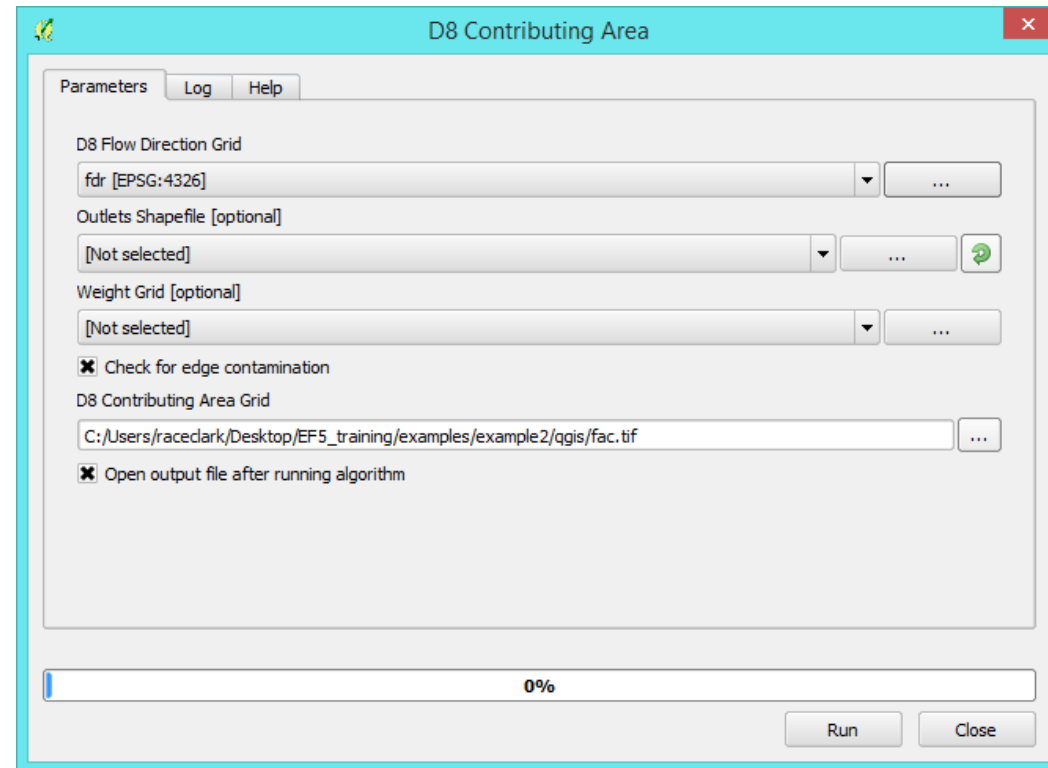 D8 Contributing Area
Parameters Log Help
D8 Flow Direction Grid
fdr [EPSG:4326]
...
Outlets Shapefile [optional]
[Not selected]
...
Weight Grid [optional]
[Not selected]
...
Check for edge contamination
D8 Contributing Area Grid
C:/Users/raceclark/Desktop/EF5_training/examples/example2/qgis/fac.tif
...
Open output file after running algorithm
0%
Run Close